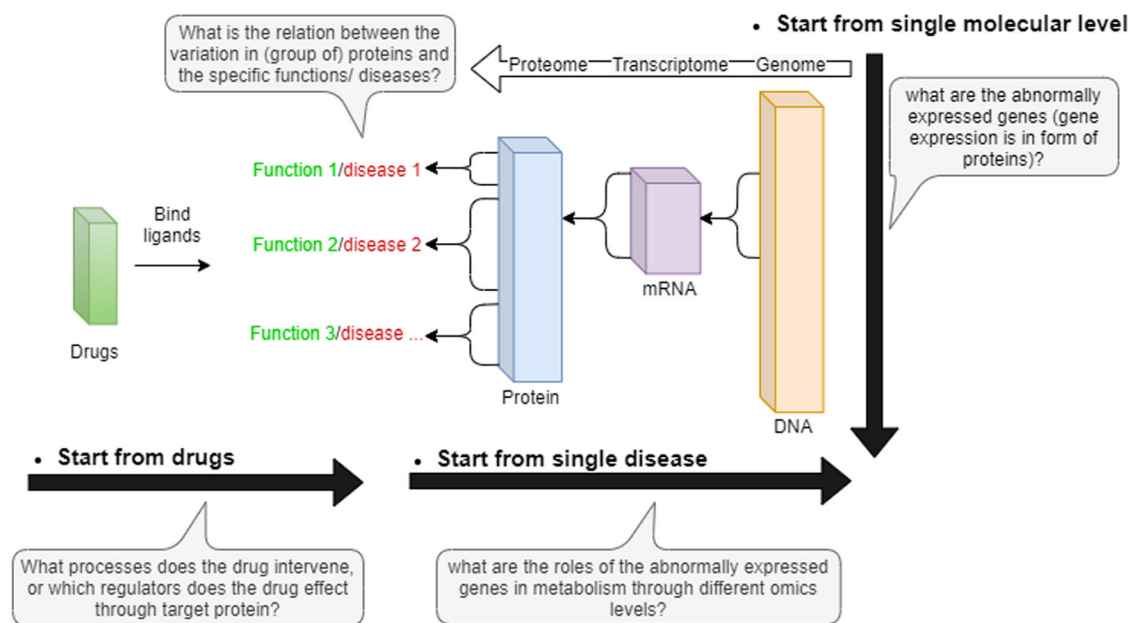 • Start from single molecular level
What is the relation between the
variation in (group of) proteins and
the specific functions/ diseases?
Proteome—Transcriptome—Genome
what are the abnormally
expressed genes (gene
expression is in form of
proteins)?
Function 1/disease 1
Bind
ligands
Function 2/disease 2
mRNA
Function 3/disease ...
Drugs
Protein
DNA
• Start from drugs
• Start from single disease
What processes does the drug intervene,
or which regulators does the drug effect
through target protein?
what are the roles of the abnormally expressed
genes in metabolism through different omics
levels?